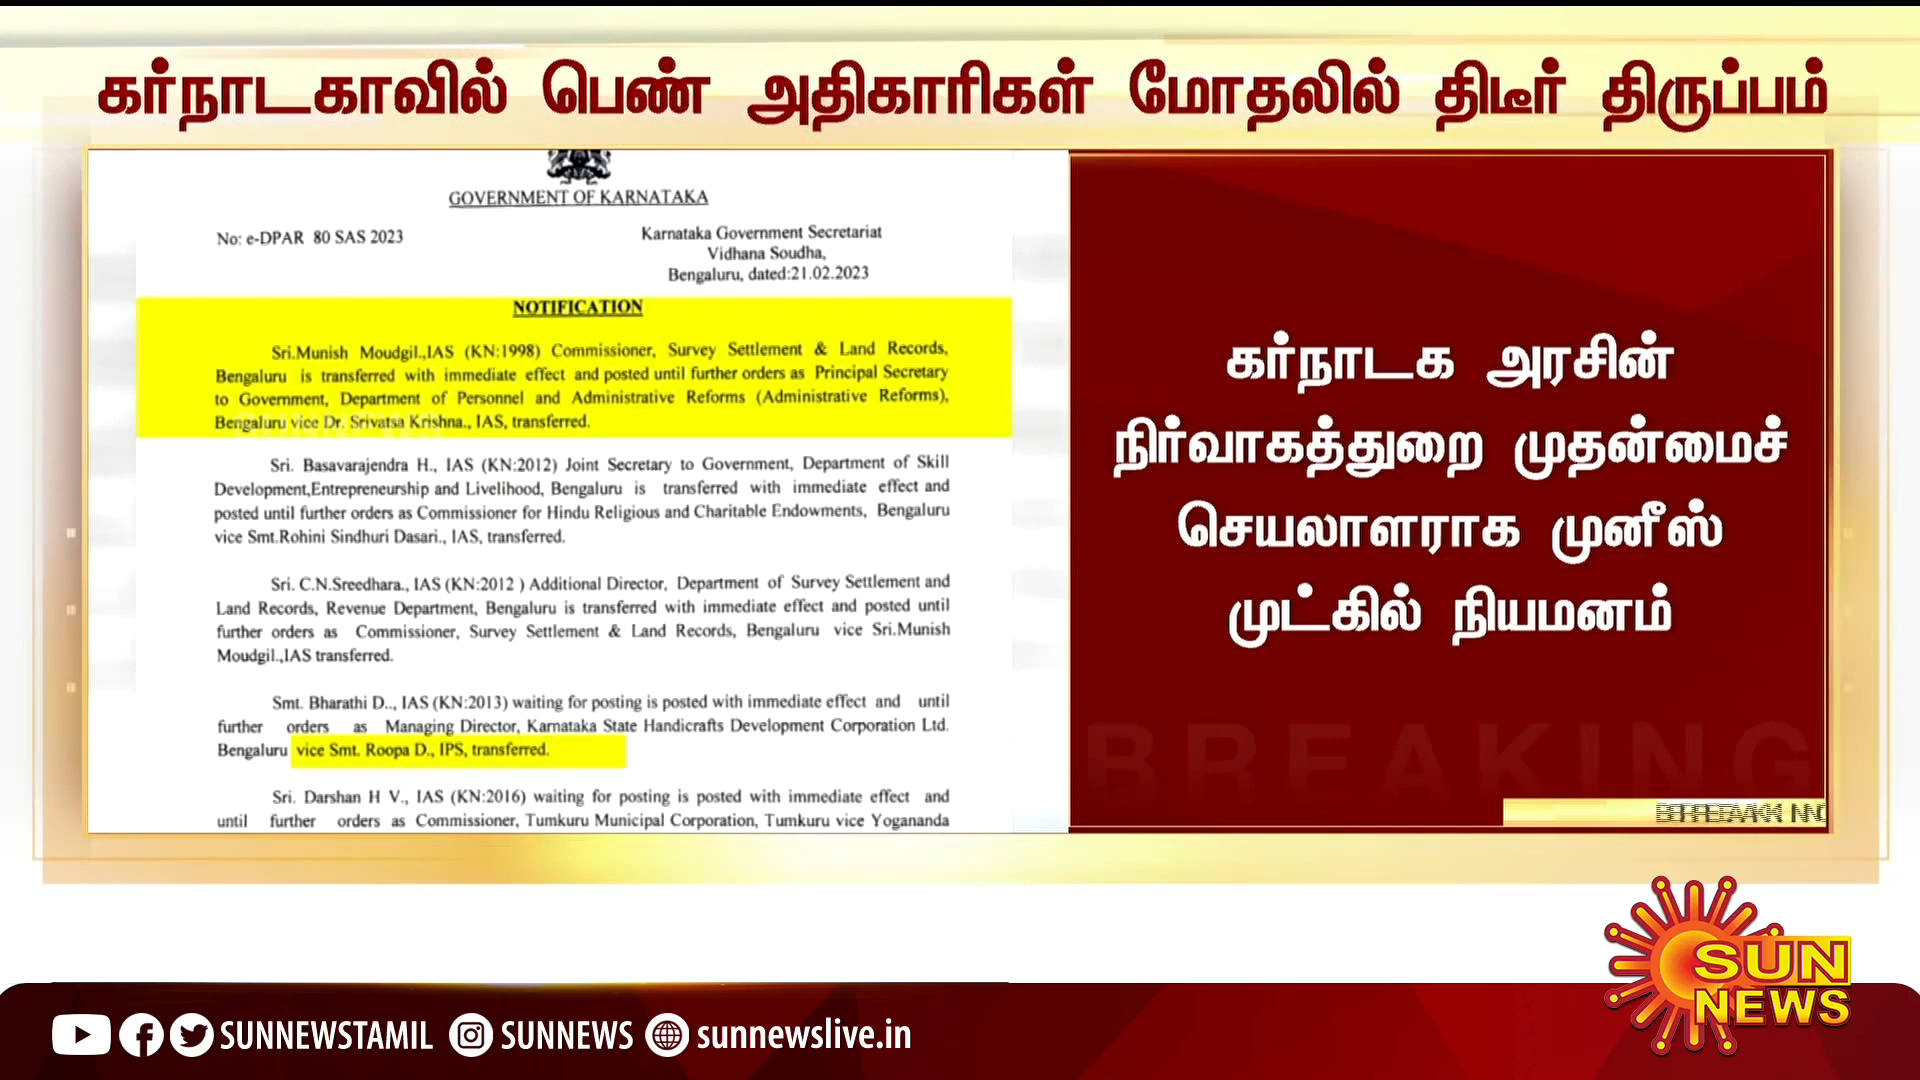 கர்நாடகாவில் பெண் அதிகாரிகள் மோதலில் திடீர் திருப்பம்
GOVERNMENT OF KARNATAKA
No: e-DPAR 80 SAS 2023
Karnataka Government Secretariat
Vidhana Soudha,
Bengaluru, dated:21.02.2023
NOTIFICATION
Sri.Munish Moudgil.,IAS (KN:1998) Commissioner, Survey Settlement & Land Records,
Bengaluru is transferred with immediate effect and posted until further orders as Principal Secretary
to Government, Department of Personnel and Administrative Reforms (Administrative Reforms),
Bengaluru vice Dr. Srivatsa Krishna., IAS, transferred.
Sri. Basavarajendra H., IAS (KN:2012) Joint Secretary to Government, Department of Skill
Development,Entrepreneurship and Livelihood, Bengaluru is transferred with immediate effect and
posted until further orders as Commissioner for Hindu Religious and Charitable Endowments, Bengaluru
vice Smt.Rohini Sindhuri Dasari., IAS, transferred.
Sri. C.N.Sreedhara., IAS (KN:2012 ) Additional Director, Department of Survey Settlement and
Land Records, Revenue Department, Bengaluru is transferred with immediate effect and posted until
further orders as Commissioner, Survey Settlement & Land Records, Bengaluru vice Sri.Munish
Moudgil.,IAS transferred.
Smt. Bharathi D.., IAS (KN:2013) waiting for posting is posted with immediate effect and until
further orders as Managing Director, Karnataka State Handicrafts Development Corporation Ltd.
Bengaluru vice Smt. Roopa D., IPS, transferred.
Sri. Darshan H V., IAS (KN:2016) waiting for posting is posted with immediate effect and
until further orders as Commissioner, Tumkuru Municipal Corporation, Tumkuru vice Yogananda
கர்நாடக அரசின்
நிர்வாகத்துறை முதன்மைச்
செயலாளராக முனீஸ்
முட்கில் நியமனம்
BREAKING
SUN
NEWS
SUNNEWSTAMIL SUNNEWS sunnewslive.in